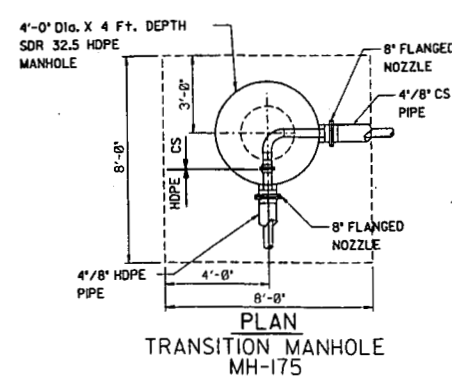 4'-0" Dia. X 4 Ft. DEPTH
SDR 32.5 HDPE
MANHOLE
8" FLANGED
NOZZLE
4"/8" CS
PIPE
3'-0"
8'-0"
CS
HDPE
8" FLANGED
NOZZLE
4"/8" HDPE
PIPE
4'-0"
8'-0"
PLAN
TRANSITION MANHOLE
MH-175